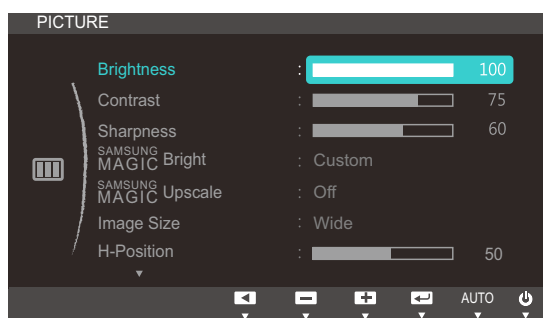 PICTURE
Brightness : 100
Contrast : 75
Sharpness : 60
SAMSUNG MAGIC Bright : Custom
SAMSUNG MAGIC Upscale : Off
Image Size : Wide
H-Position : 50
AUTO